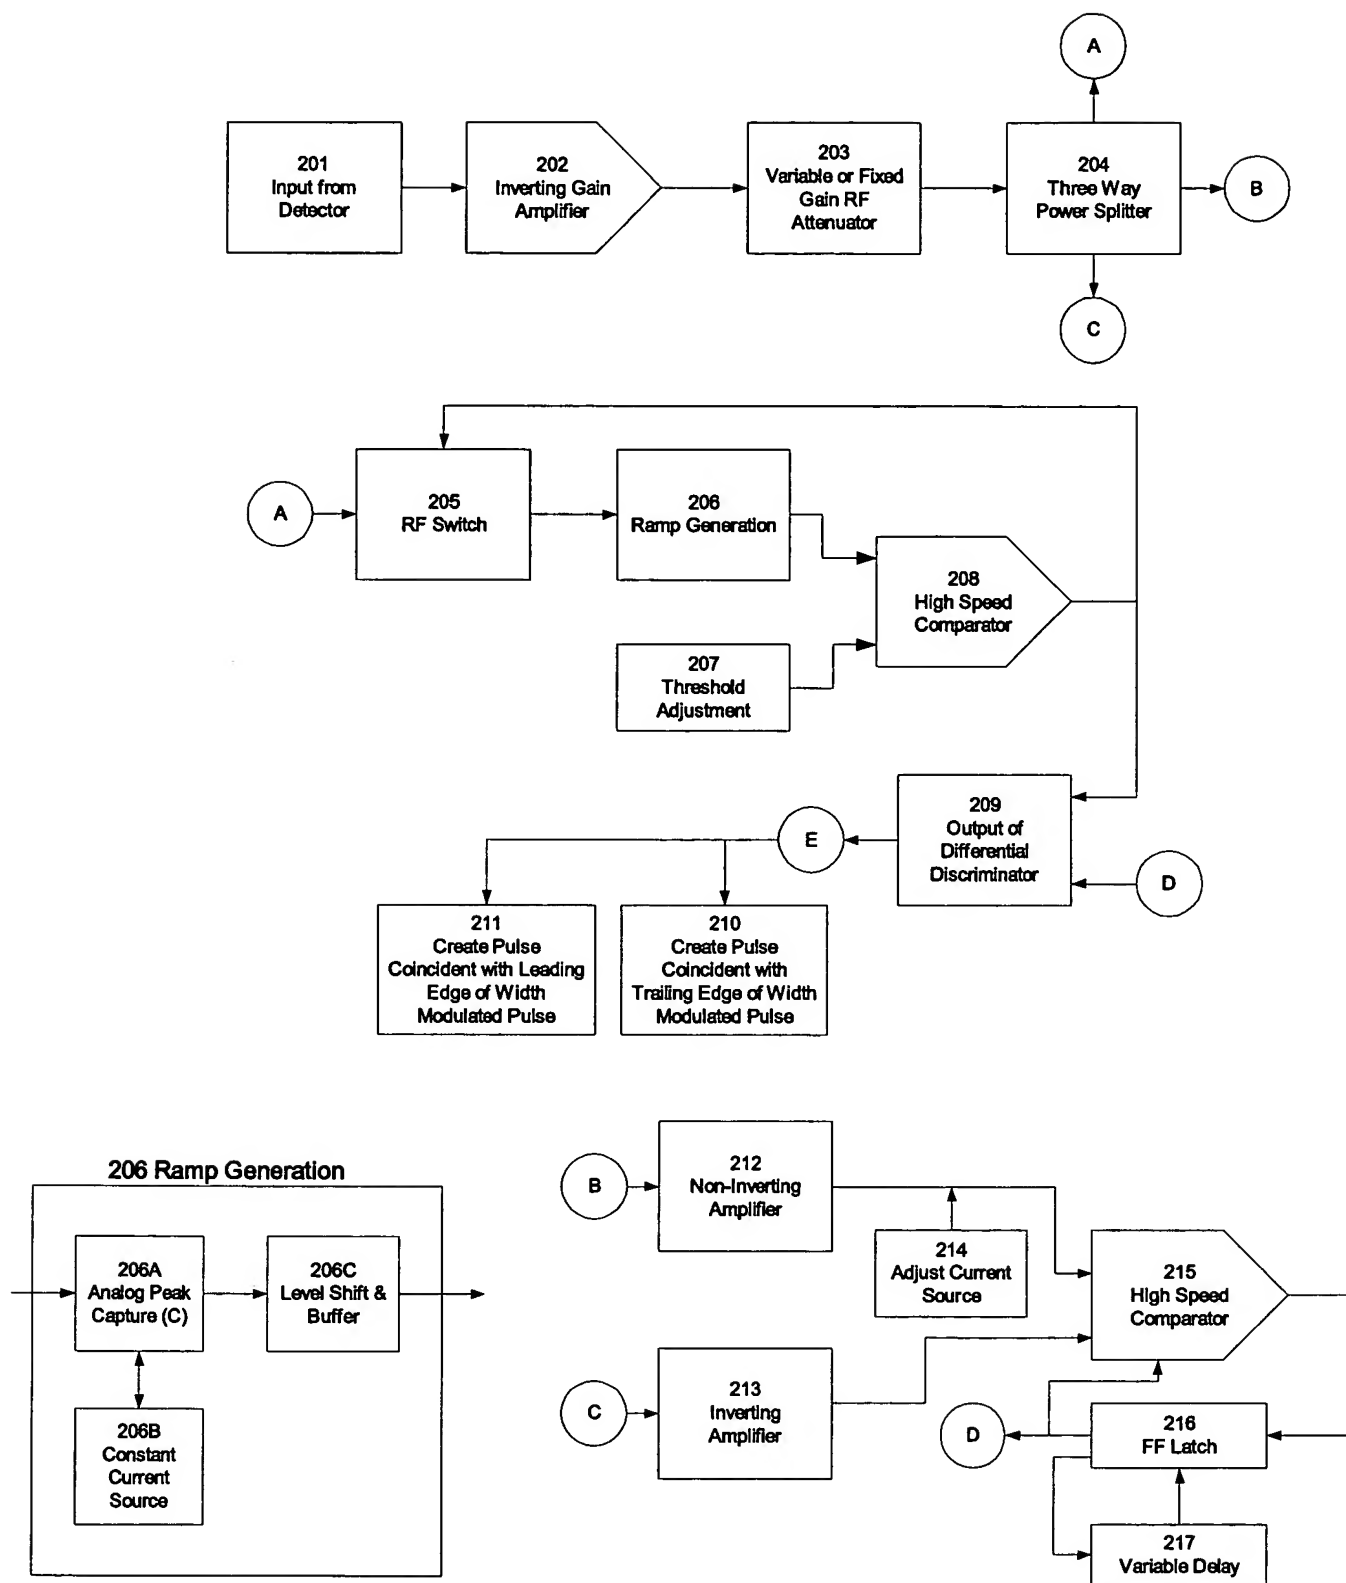 A
201
Input from
Detector
202
Inverting Gain
Amplifier
203
Variable or Fixed
Gain RF
Attenuator
204
Three Way
Power Splitter
B
C
A
205
RF Switch
206
Ramp Generation
208
High Speed
Comparator
207
Threshold
Adjustment
209
Output of
Differential
Discriminator
E
D
211
Create Pulse
Coincident with Leading
Edge of Width
Modulated Pulse
210
Create Pulse
Coincident with
Trailing Edge of Width
Modulated Pulse
206 Ramp Generation
206A
Analog Peak
Capture (C)
206C
Level Shift &
Buffer
206B
Constant
Current
Source
B
212
Non-Inverting
Amplifier
214
Adjust Current
Source
215
High Speed
Comparator
C
213
Inverting
Amplifier
D
216
FF Latch
217
Variable Delay